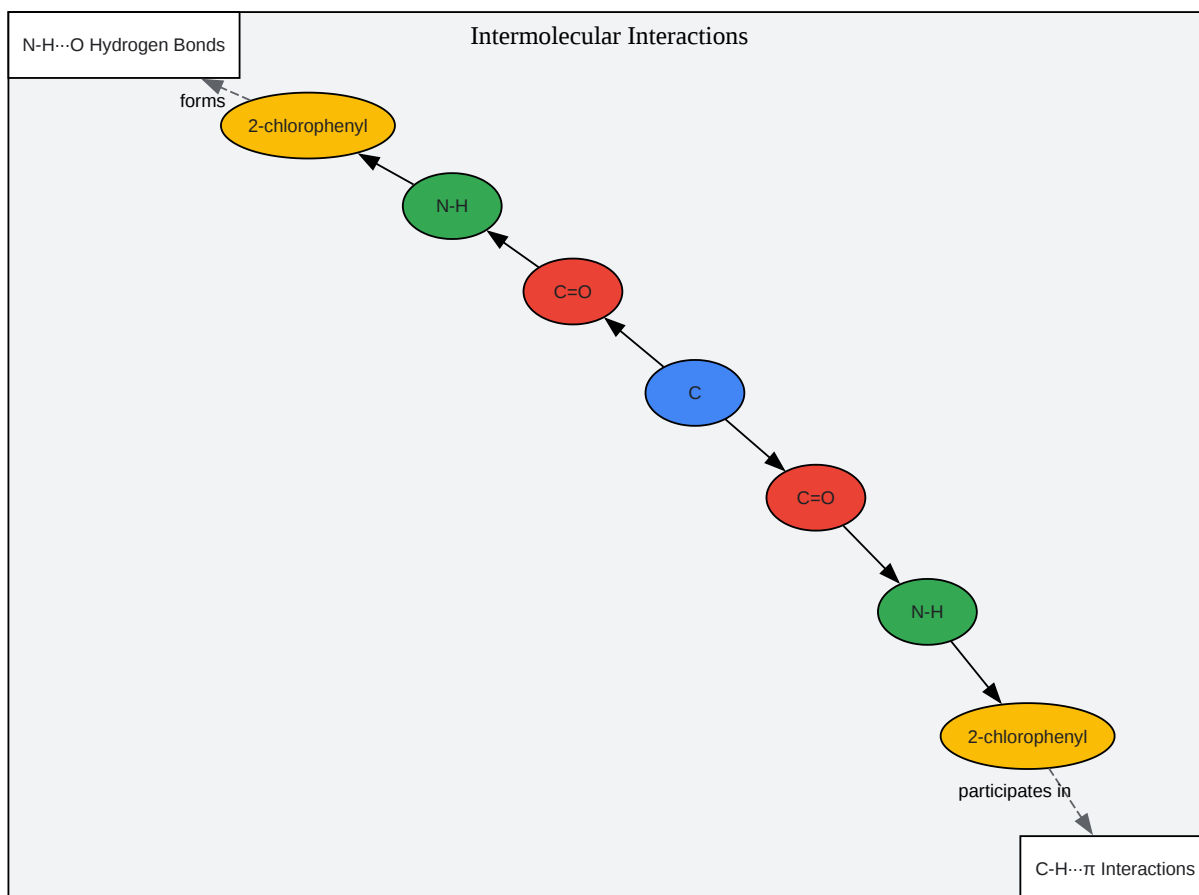 N-H···O Hydrogen Bonds
Intermolecular Interactions
forms
2-chlorophenyl
N-H
C=O
C
C=O
N-H
2-chlorophenyl
participates in
C-H···π Interactions